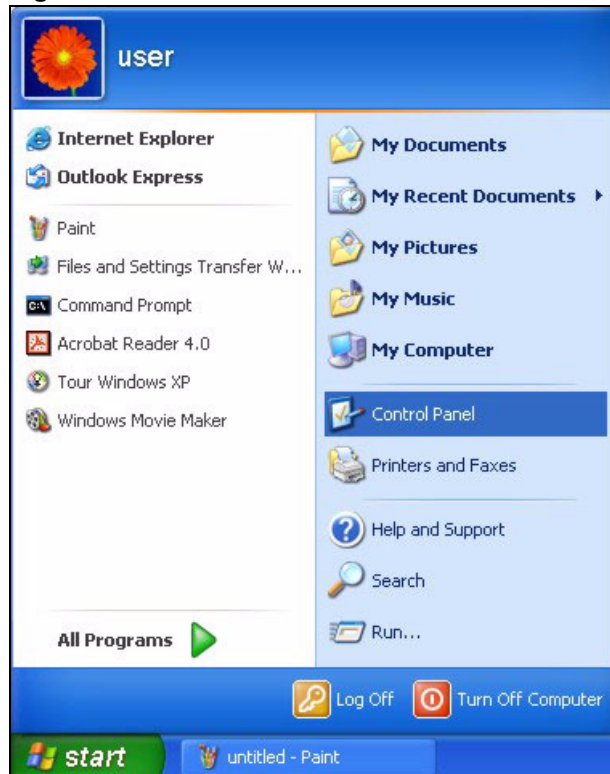 user
Internet Explorer
Outlook Express
Paint
Files and Settings Transfer W...
Command Prompt
Acrobat Reader 4.0
Tour Windows XP
Windows Movie Maker
All Programs
My Documents
My Recent Documents
My Pictures
My Music
My Computer
Control Panel
Printers and Faxes
Help and Support
Search
Run...
Log Off
Turn Off Computer
start
untitled - Paint